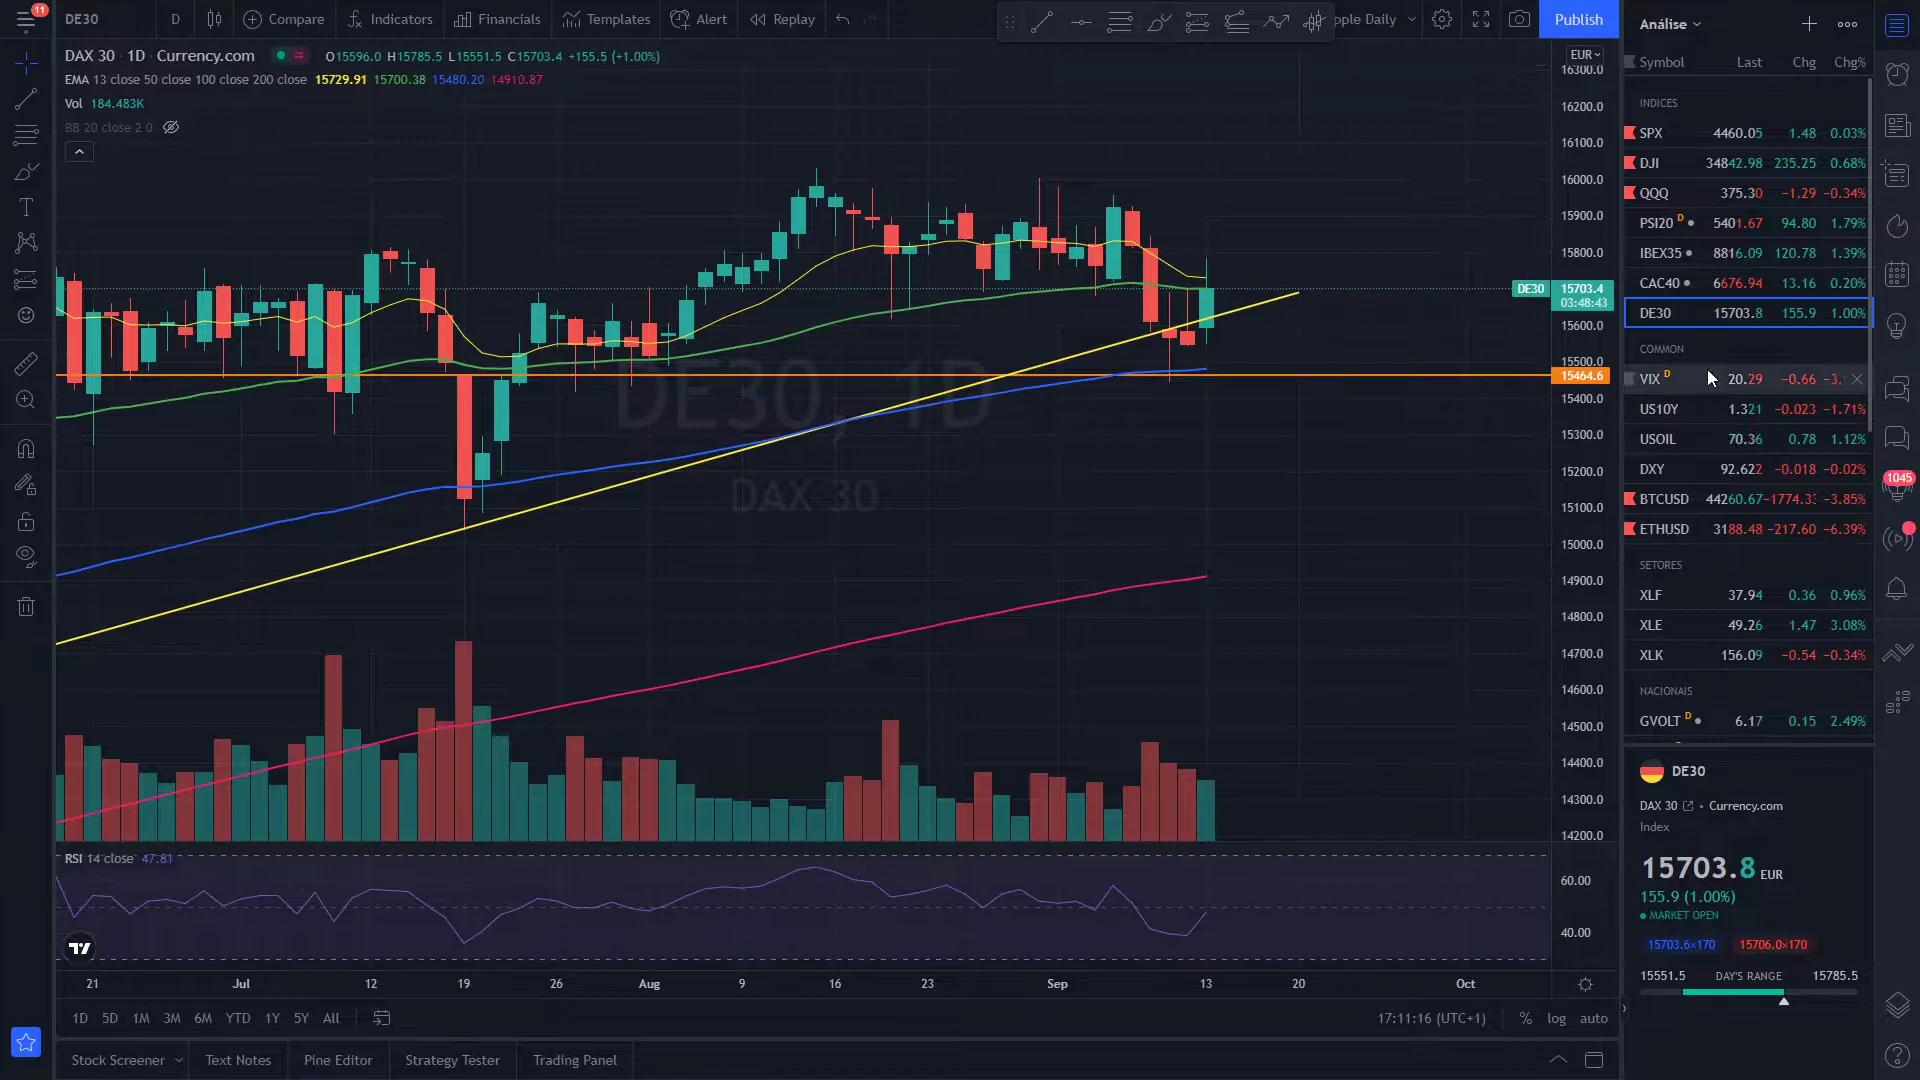 11
DE30
D
Compare
Indicators
Financials
Templates
Alert
Replay
pple Daily
Publish
DAX 30 · 1D · Currency.com
O15596.0 H15785.5 L15551.5 C15703.4 +155.5 (+1.00%)
EMA 13 close 50 close 100 close 200 close 15729.91 15700.38 15480.20 14910.87
Vol 184.483K
BB 20 close 2 0
EUR
16300.0
16200.0
16100.0
16000.0
15900.0
15800.0
DE30 15703.4
03:48:43
15600.0
15500.0
15464.6
15400.0
15300.0
15200.0
15100.0
15000.0
14900.0
14800.0
14700.0
14600.0
14500.0
14400.0
14300.0
14200.0
DE30, 1D
DAX 30
RSI 14 close 47.81
60.00
40.00
21 Jul 12 19 26 Aug 9 16 23 Sep 13 20 Oct
1D 5D 1M 3M 6M YTD 1Y 5Y All
17:11:16 (UTC+1) % log auto
Stock Screener Text Notes Pine Editor Strategy Tester Trading Panel
Análise
Symbol Last Chg Chg%
INDICES
SPX 4460.05 1.48 0.03%
DJI 34842.98 235.25 0.68%
QQQ 375.30 −1.29 −0.34%
PSI20 D 5401.67 94.80 1.79%
IBEX35 8816.09 120.78 1.39%
CAC40 6676.94 13.16 0.20%
DE30 15703.8 155.9 1.00%
COMMON
VIX D 20.29 −0.66 −3.
US10Y 1.321 −0.023 −1.71%
USOIL 70.36 0.78 1.12%
DXY 92.622 −0.018 −0.02%
BTCUSD 44260.67 −1774.33 −3.85%
ETHUSD 3188.48 −217.60 −6.39%
SETORES
XLF 37.94 0.36 0.96%
XLE 49.26 1.47 3.08%
XLK 156.09 −0.54 −0.34%
NACIONAIS
GVOLT D 6.17 0.15 2.49%
DE30
DAX 30 • Currency.com
Index
15703.8 EUR
155.9 (1.00%)
MARKET OPEN
15703.6×170 15706.0×170
15551.5 DAY'S RANGE 15785.5
1045